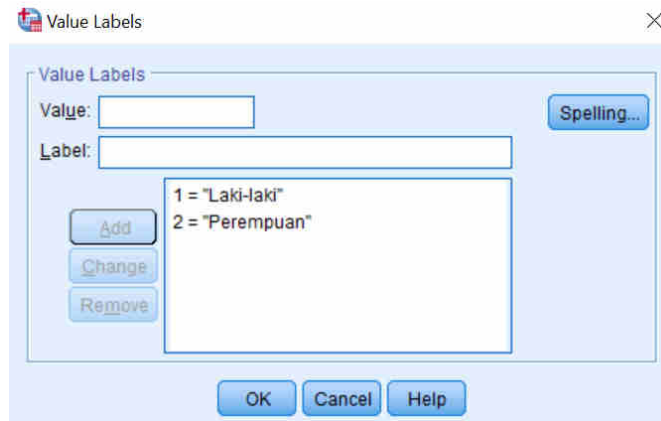 Value Labels
Value Labels
Value:
Spelling...
Label:
1 = "Laki-laki"
2 = "Perempuan"
Add
Change
Remove
OK Cancel Help